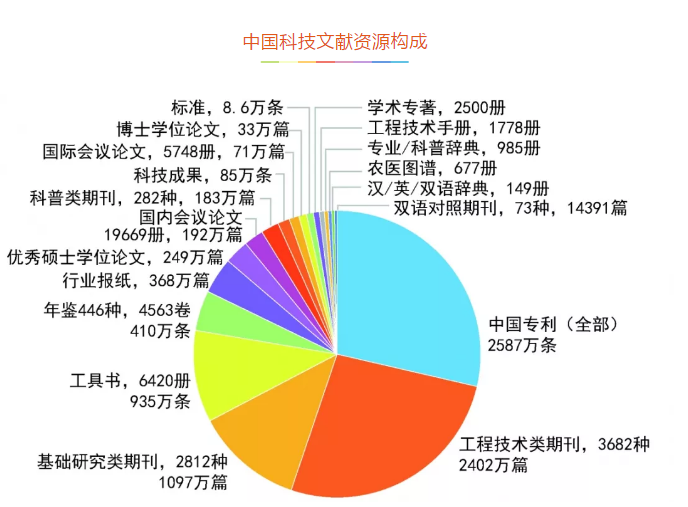 中国科技文献资源构成
标准，8.6万条
博士学位论文，33万篇
国际会议论文，5748册，71万篇
科技成果，85万条
科普类期刊，282种，183万篇
国内会议论文
19669册，192万篇
优秀硕士学位论文，249万篇
行业报纸，368万篇
年鉴446种，4563卷
410万条
工具书，6420册
935万条
基础研究类期刊，2812种
1097万篇
学术专著，2500册
工程技术手册，1778册
专业/科普辞典，985册
农医图谱，677册
汉/英/双语辞典，149册
双语对照期刊，73种，14391篇
中国专利（全部）
2587万条
工程技术类期刊，3682种
2402万篇